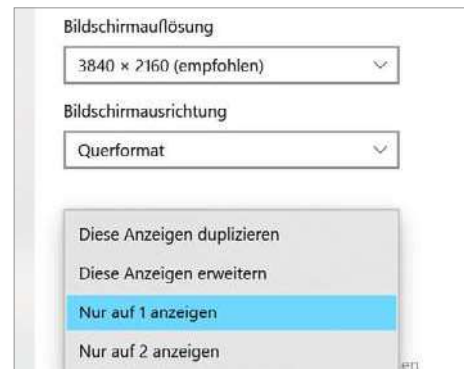 Bildschirmauflösung
3840 × 2160 (empfohlen)
Bildschirmausrichtung
Querformat
Diese Anzeigen duplizieren
Diese Anzeigen erweitern
Nur auf 1 anzeigen
Nur auf 2 anzeigen